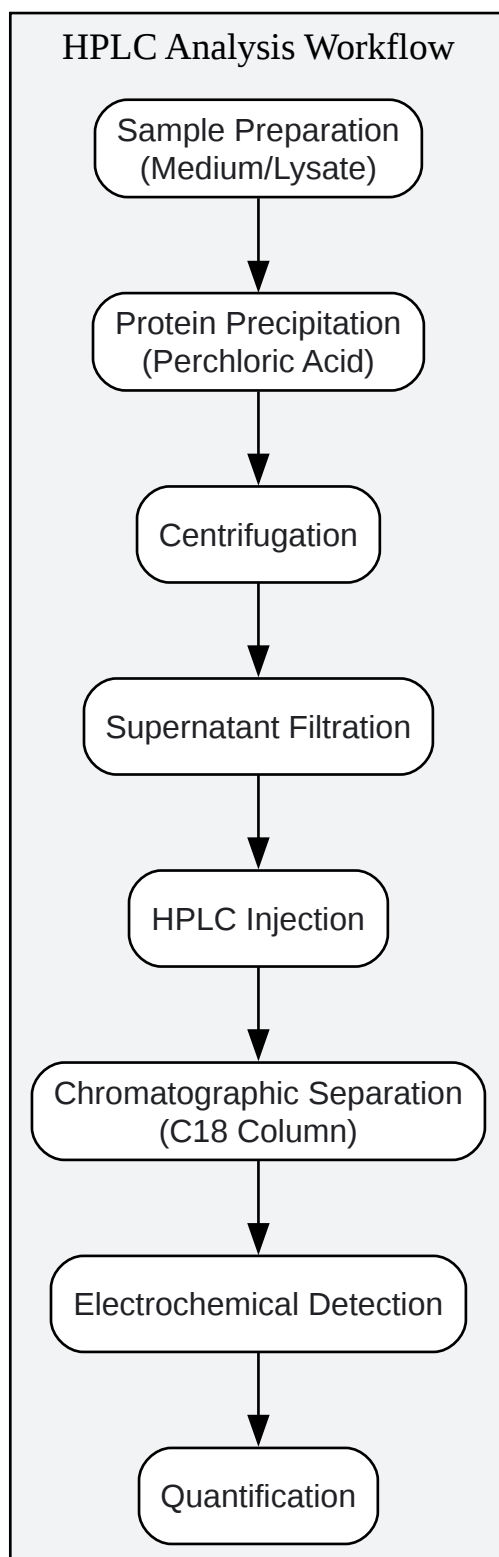 HPLC Analysis Workflow
Sample Preparation
(Medium/Lysate)
Protein Precipitation
(Perchloric Acid)
Centrifugation
Supernatant Filtration
HPLC Injection
Chromatographic Separation
(C18 Column)
Electrochemical Detection
Quantification